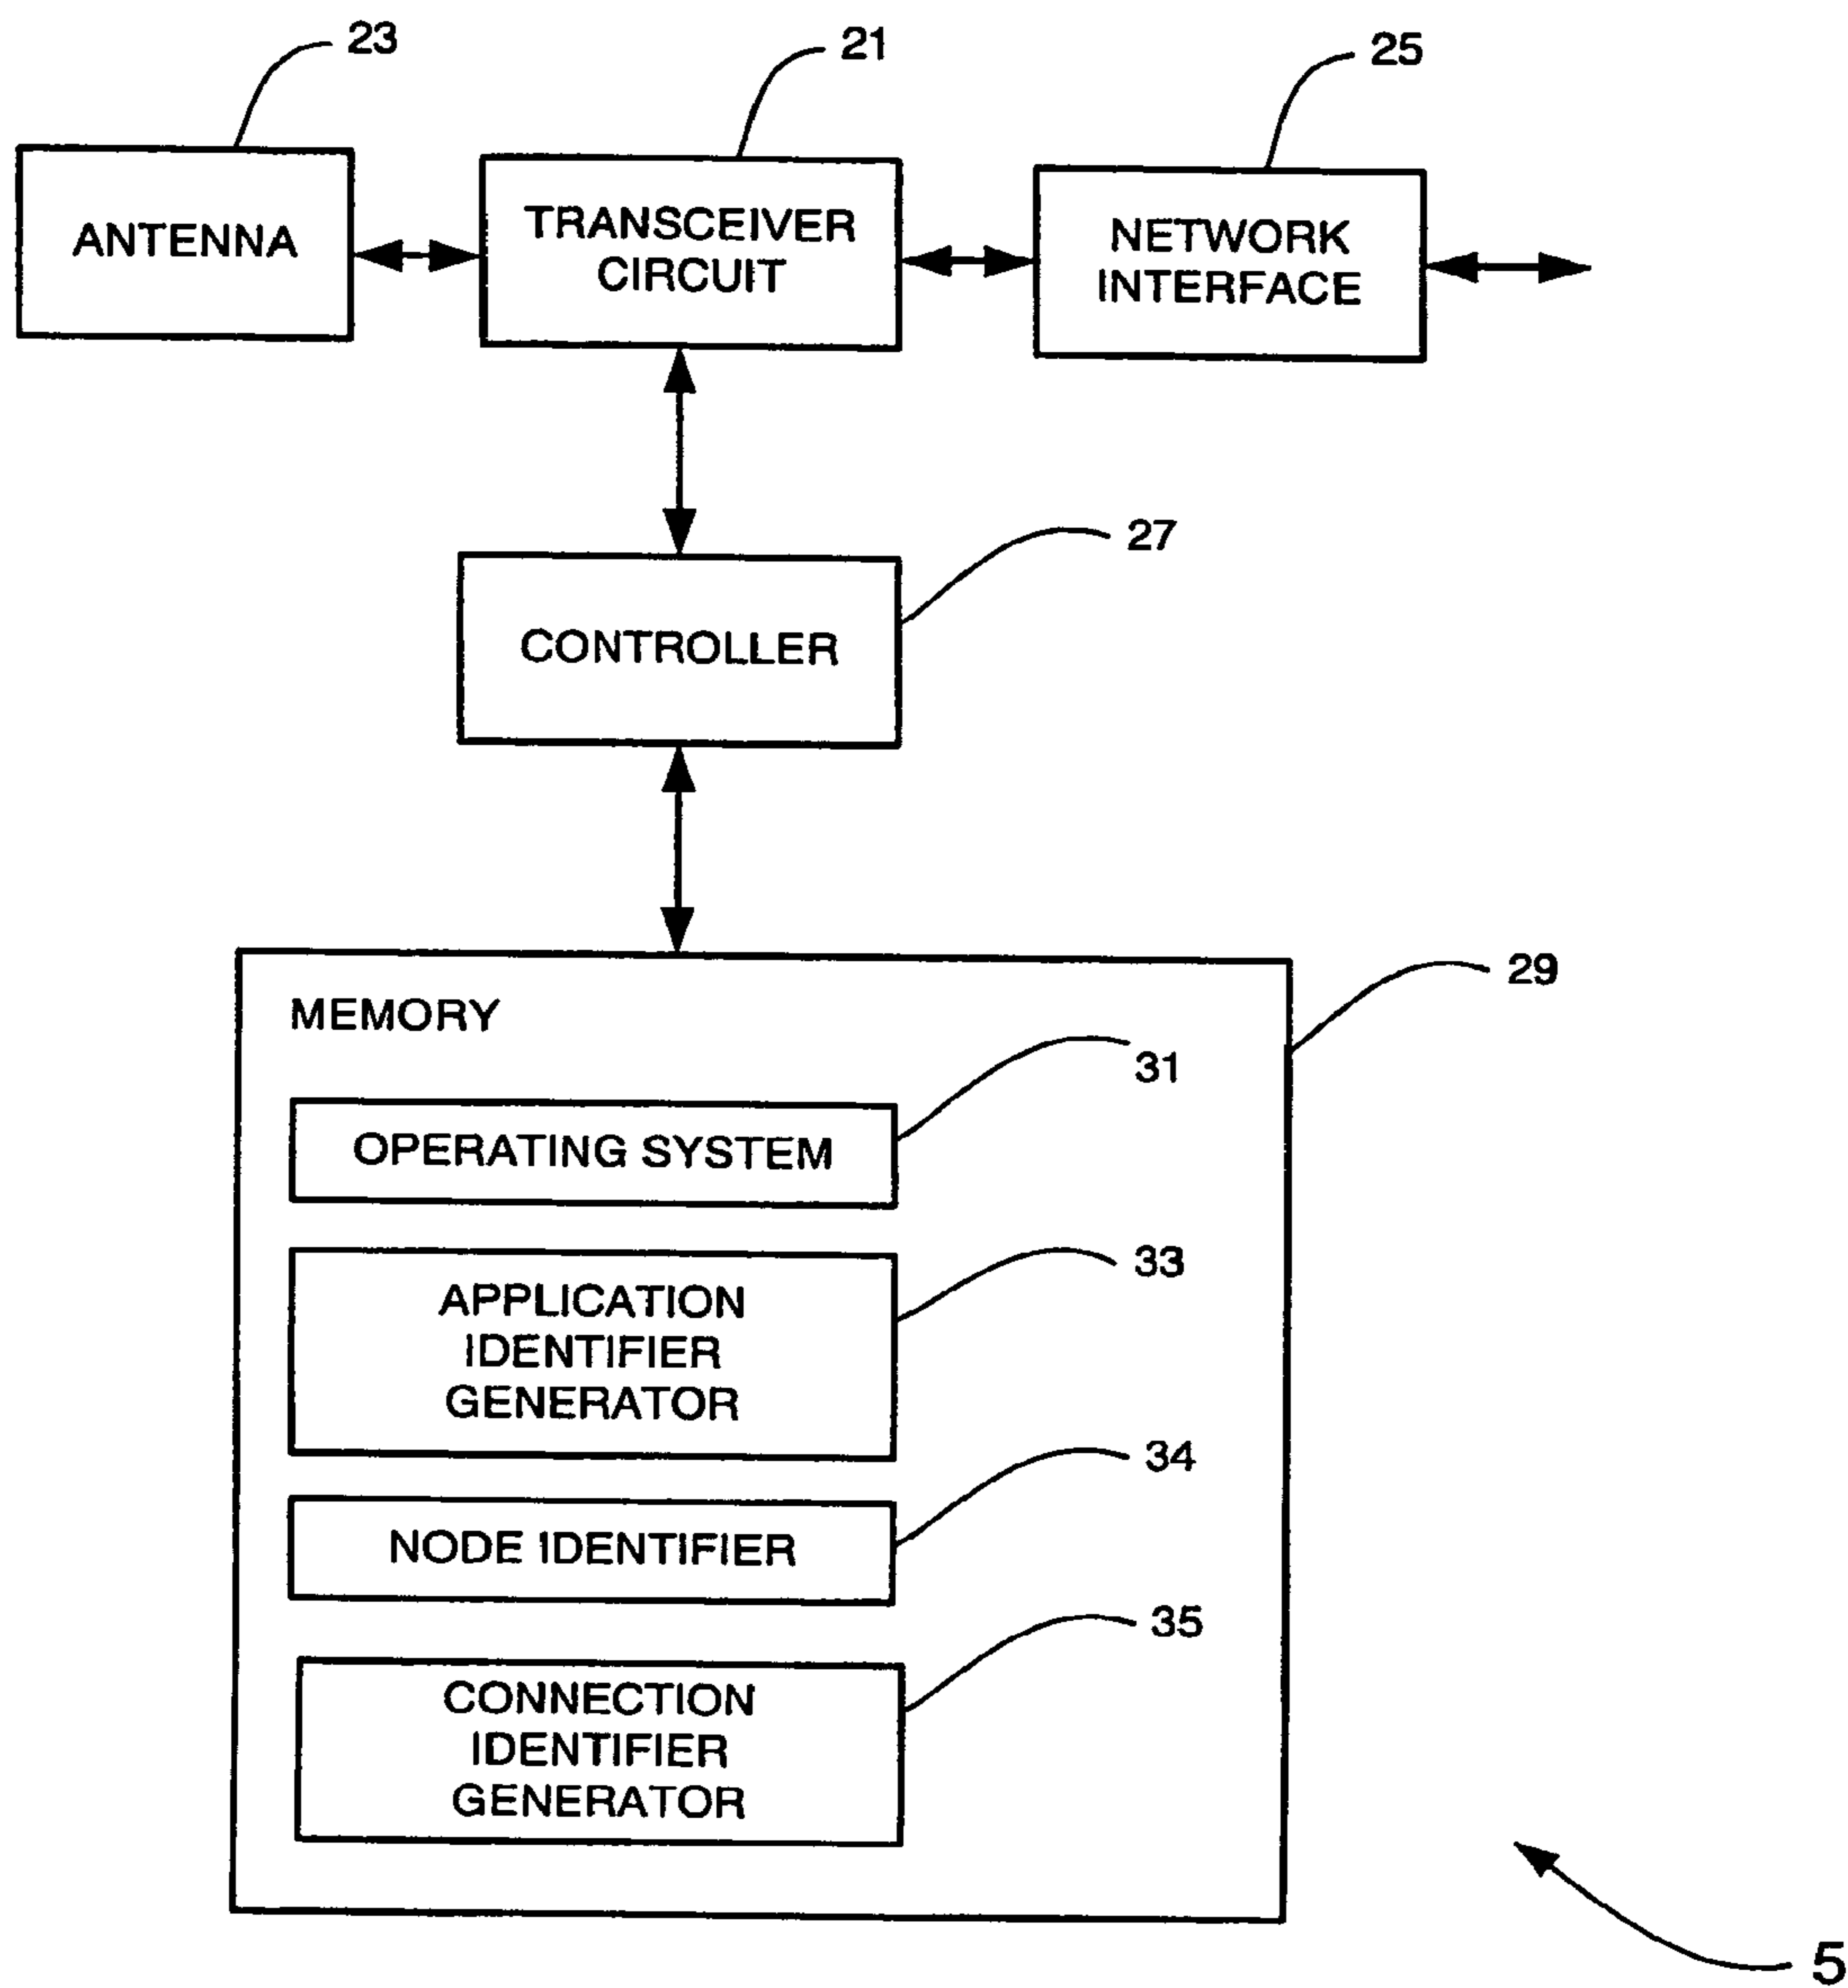 23
21
25
ANTENNA
TRANSCEIVER
CIRCUIT
NETWORK
INTERFACE
27
CONTROLLER
29
MEMORY
31
OPERATING SYSTEM
33
APPLICATION
IDENTIFIER
GENERATOR
34
NODE IDENTIFIER
35
CONNECTION
IDENTIFIER
GENERATOR
5